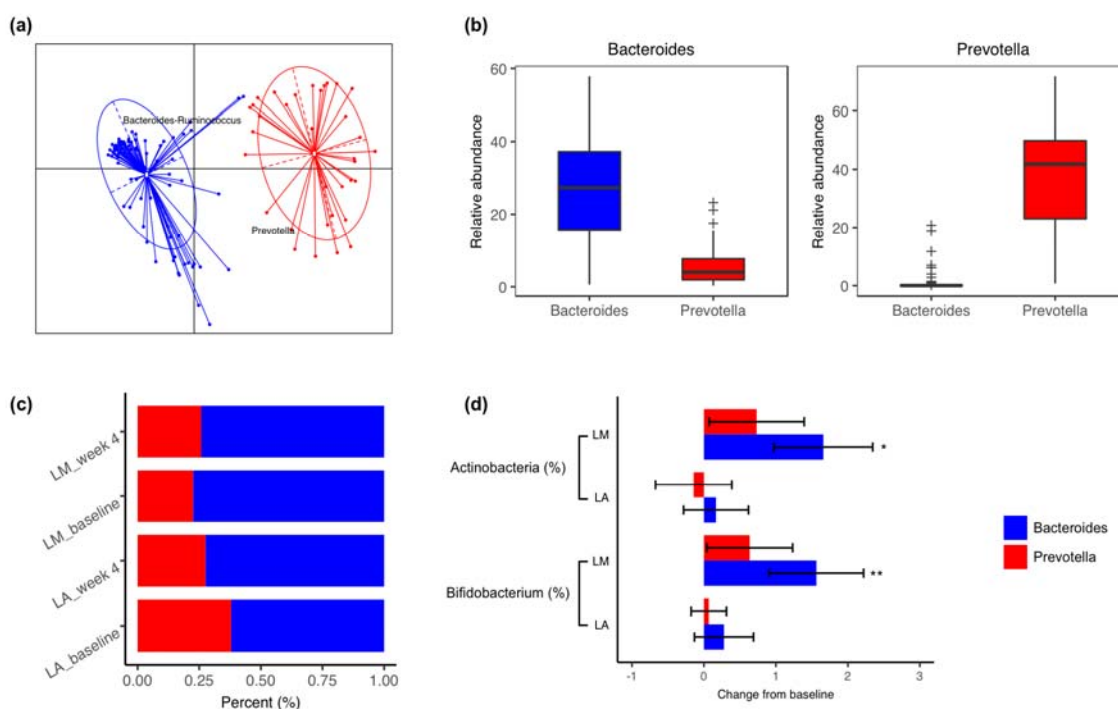 (a)
Bacteroides-Ruminococcus
Prevotella
(b)
Bacteroides
Relative abundance
60
40
20
0
Bacteroides
Prevotella
Prevotella
Relative abundance
60
40
20
0
Bacteroides
Prevotella
(c)
LM_week 4
LM_baseline
LA_week 4
LA_baseline
0.00
0.25
0.50
0.75
1.00
Percent (%)
(d)
Actinobacteria (%)
LM
*
LA
Bifidobacterium (%)
LM
**
LA
-1
0
1
2
3
Change from baseline
Bacteroides
Prevotella